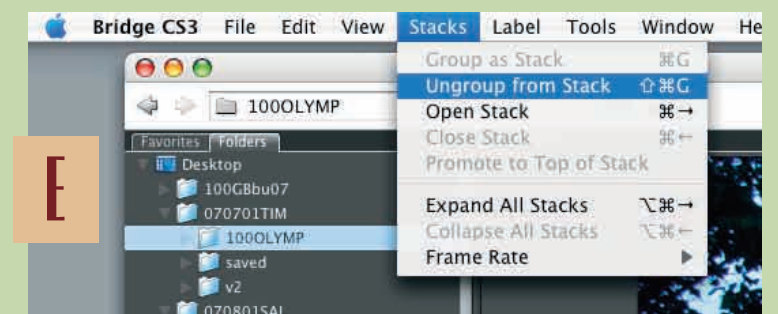 Bridge CS3 File Edit View Stacks Label Tools Window He
Group as Stack ⌘G
Ungroup from Stack ⇧⌘G
Open Stack ⌘→
Close Stack ⌘←
Promote to Top of Stack
Expand All Stacks ⌥⌘→
Collapse All Stacks ⌥⌘←
Frame Rate ▶
100OLYMP
Favorites Folders
Desktop
100GBbu07
070701TIM
100OLYMP
saved
v2
070801SAL
E